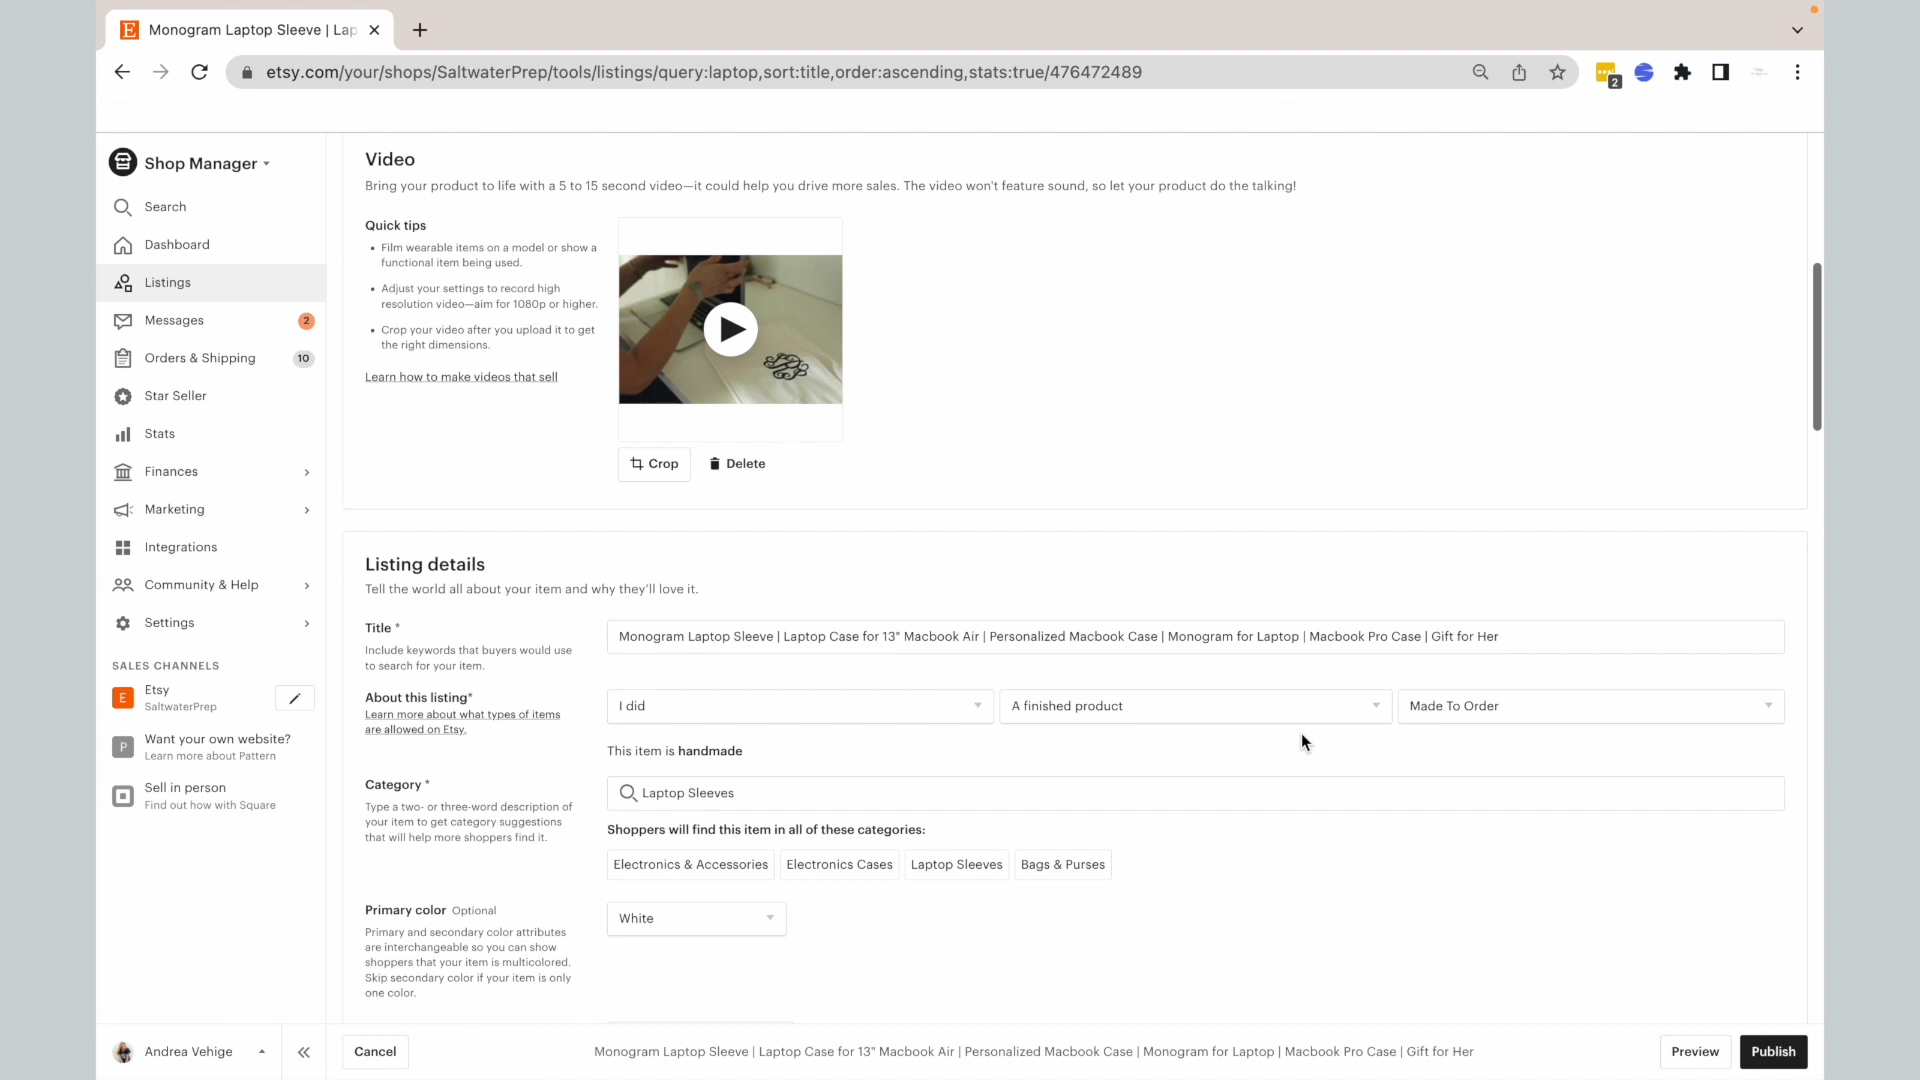 Monogram Laptop Sleeve | Lap
etsy.com/your/shops/SaltwaterPrep/tools/listings/query:laptop,sort:title,order:ascending,stats:true/476472489
2
Shop Manager
Search
Dashboard
Listings
Messages 2
Orders & Shipping 10
Star Seller
Stats
Finances
Marketing
Integrations
Community & Help
Settings
SALES CHANNELS
E
Etsy
SaltwaterPrep
P
Want your own website?
Learn more about Pattern
Sell in person
Find out how with Square
Andrea Vehige
Video
Bring your product to life with a 5 to 15 second video—it could help you drive more sales. The video won't feature sound, so let your product do the talking!
Quick tips
• Film wearable items on a model or show a
functional item being used.
• Adjust your settings to record high
resolution video—aim for 1080p or higher.
• Crop your video after you upload it to get
the right dimensions.
Learn how to make videos that sell
Crop
Delete
Listing details
Tell the world all about your item and why they’ll love it.
Title *
Include keywords that buyers would use
to search for your item.
Monogram Laptop Sleeve | Laptop Case for 13" Macbook Air | Personalized Macbook Case | Monogram for Laptop | Macbook Pro Case | Gift for Her
About this listing*
Learn more about what types of items
are allowed on Etsy.
I did
A finished product
Made To Order
This item is handmade
Category *
Type a two- or three-word description of
your item to get category suggestions
that will help more shoppers find it.
Laptop Sleeves
Shoppers will find this item in all of these categories:
Electronics & Accessories
Electronics Cases
Laptop Sleeves
Bags & Purses
Primary color Optional
Primary and secondary color attributes
are interchangeable so you can show
shoppers that your item is multicolored.
Skip secondary color if your item is only
one color.
White
Cancel
Monogram Laptop Sleeve | Laptop Case for 13" Macbook Air | Personalized Macbook Case | Monogram for Laptop | Macbook Pro Case | Gift for Her
Preview
Publish